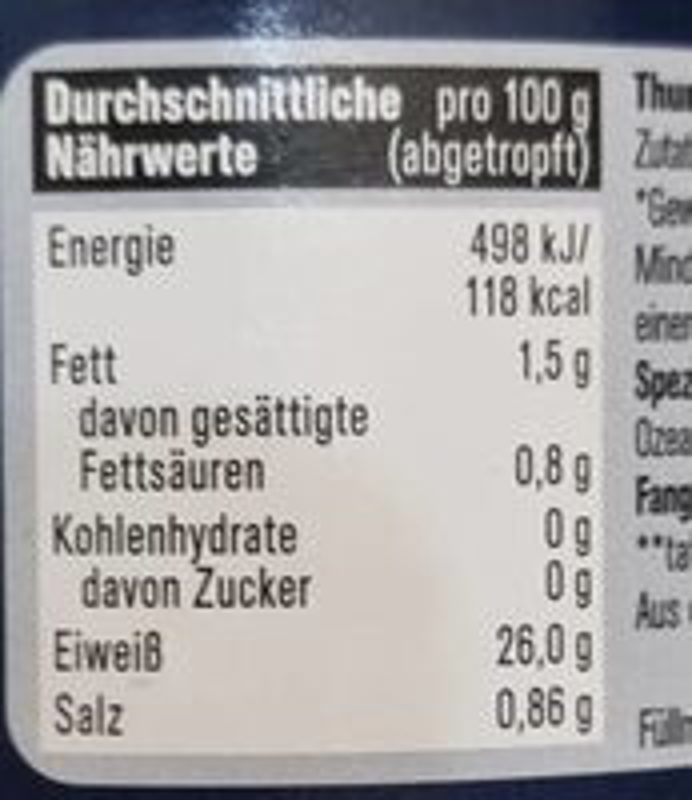 Durchschnittliche pro 100 g
Nährwerte (abgetropft)
Energie 498 kJ/
118 kcal
Fett 1,5 g
davon gesättigte
Fettsäuren 0,8 g
Kohlenhydrate 0 g
davon Zucker 0 g
Eiweiß 26,0 g
Salz 0,86 g
Aus